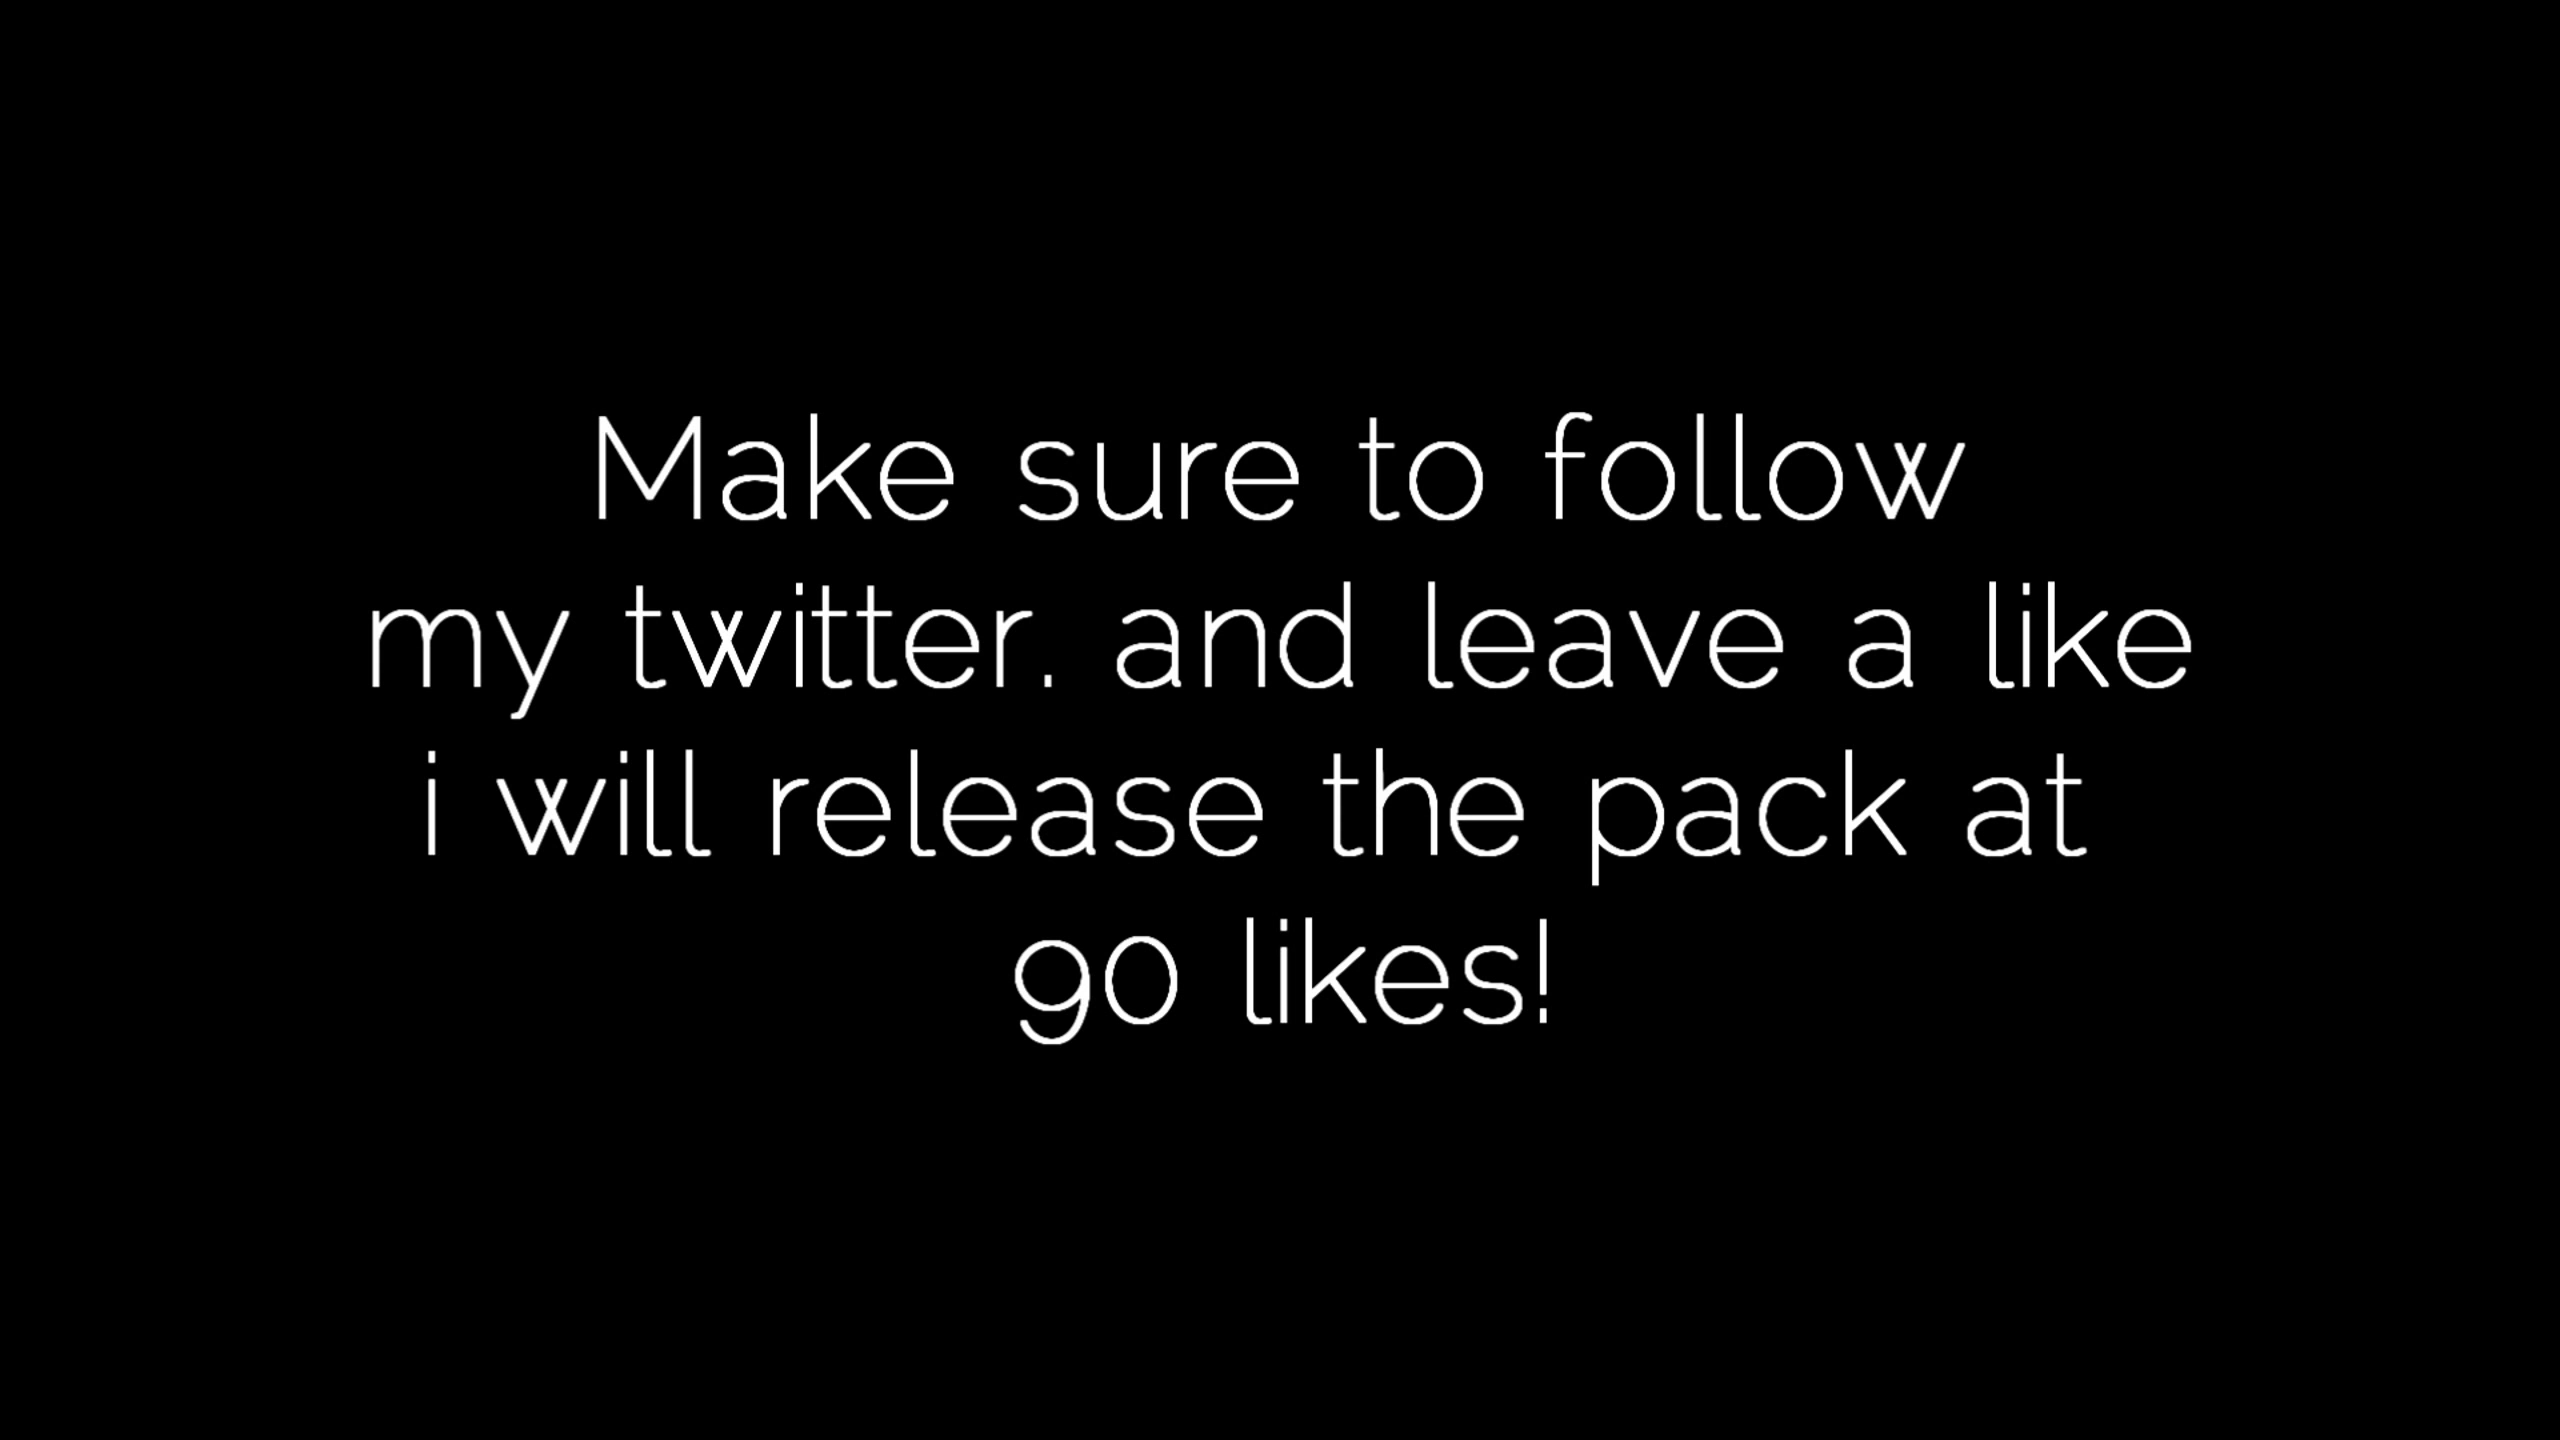 Make sure to follow
my twitter. and leave a like
i will release the pack at
90 likes!